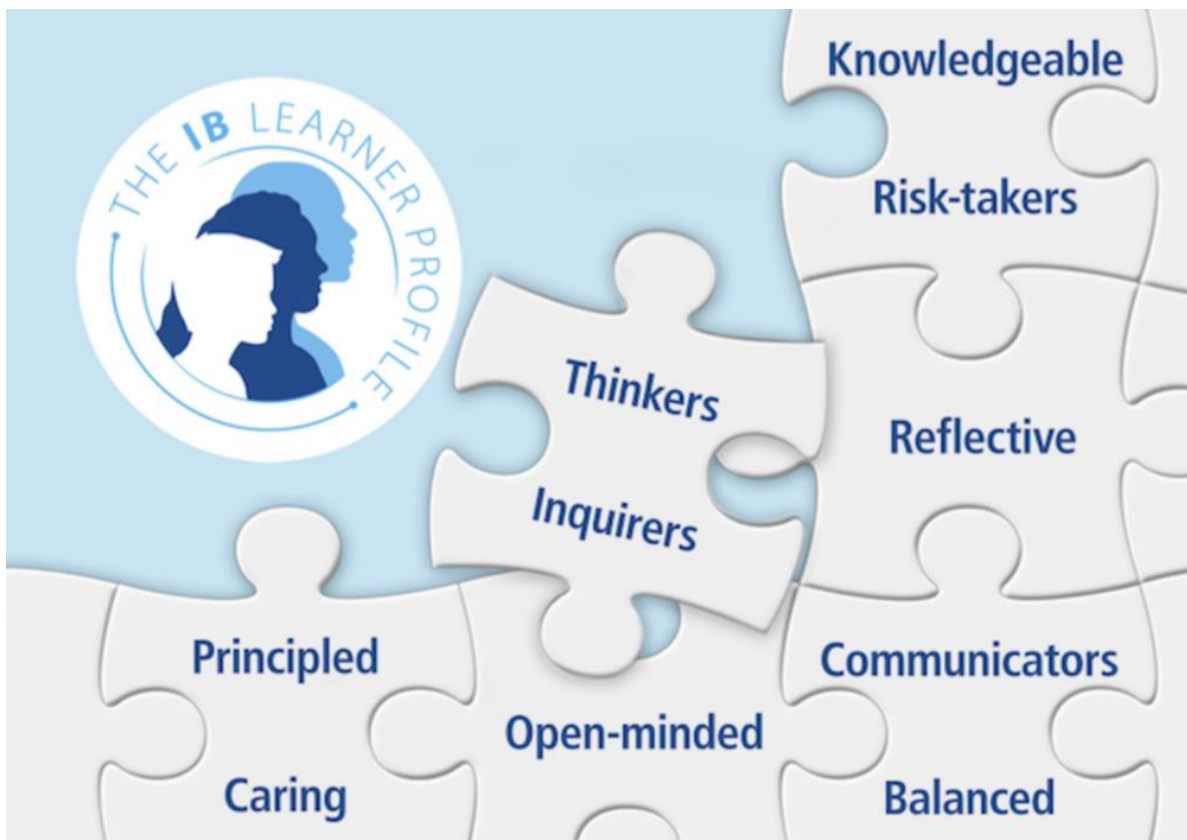 THE IB LEARNER PROFILE
Knowledgeable
Risk-takers
Thinkers
Reflective
Inquirers
Principled
Communicators
Open-minded
Caring
Balanced